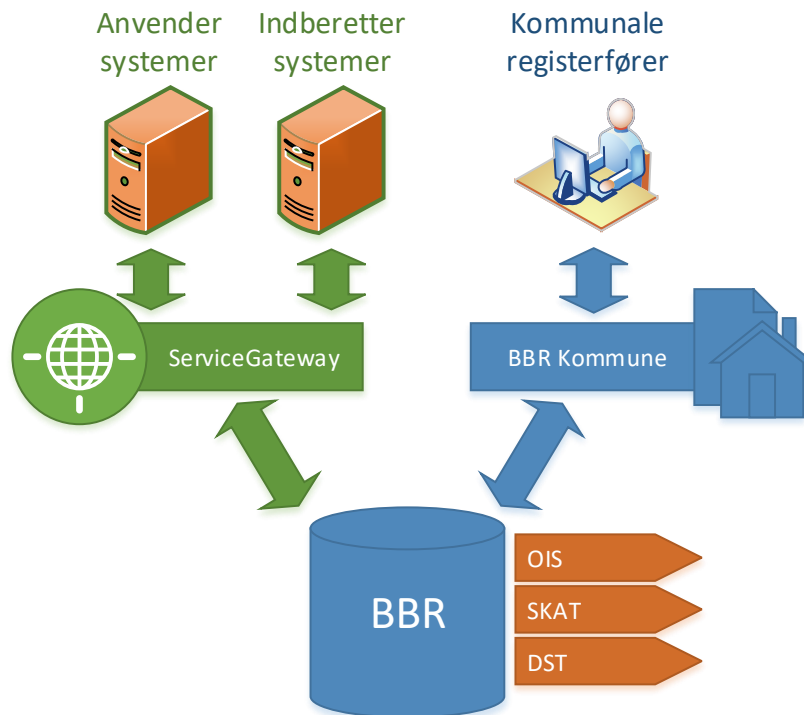 Anvender
systemer
Indberetter
systemer
Kommunale
registerfører
ServiceGateway
BBR Kommune
BBR
OIS
SKAT
DST